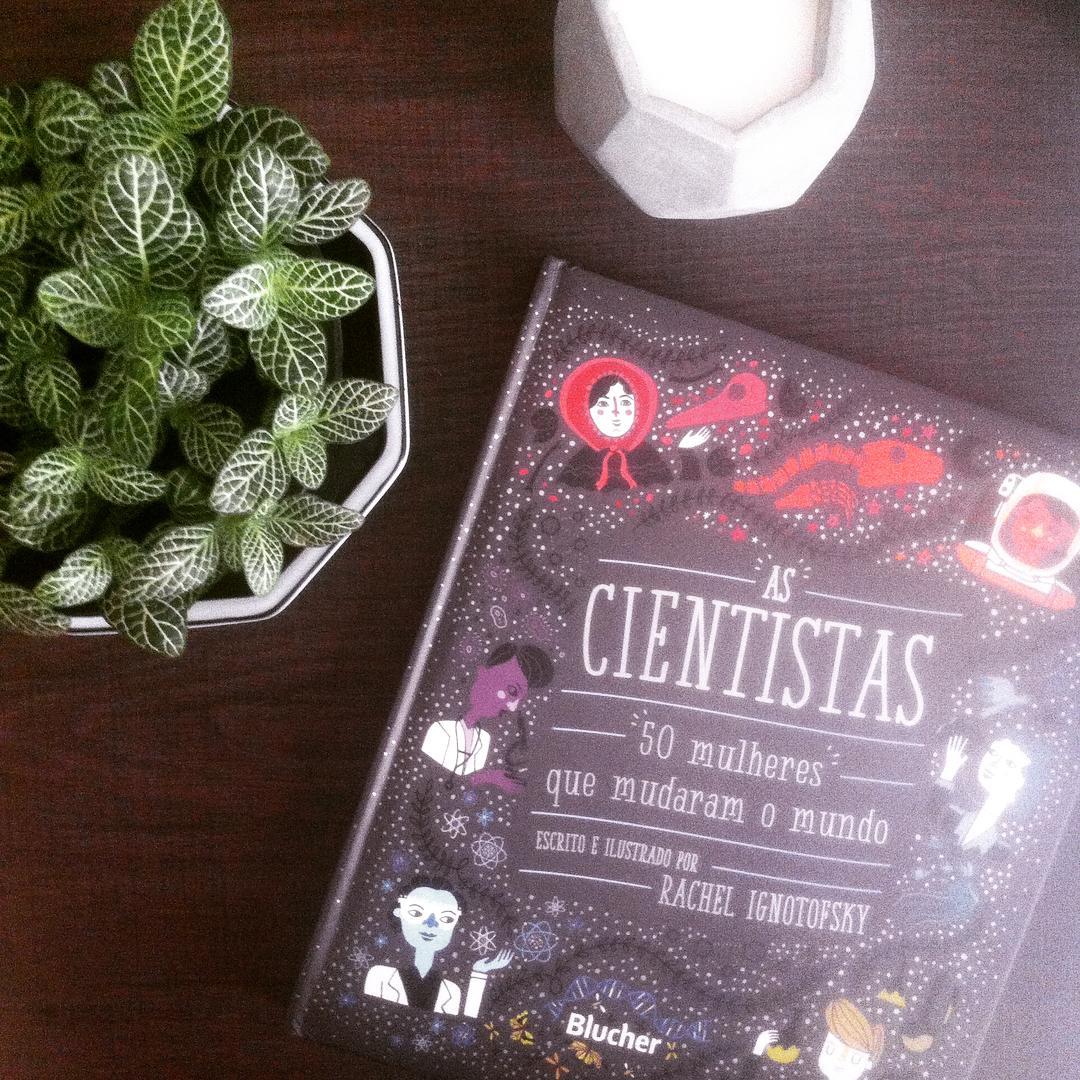 AS
CIENTISTAS
50 mulheres
que mudaram o mundo
ESCRITO E ILUSTRADO POR
RACHEL IGNOTOFSKY
Blucher